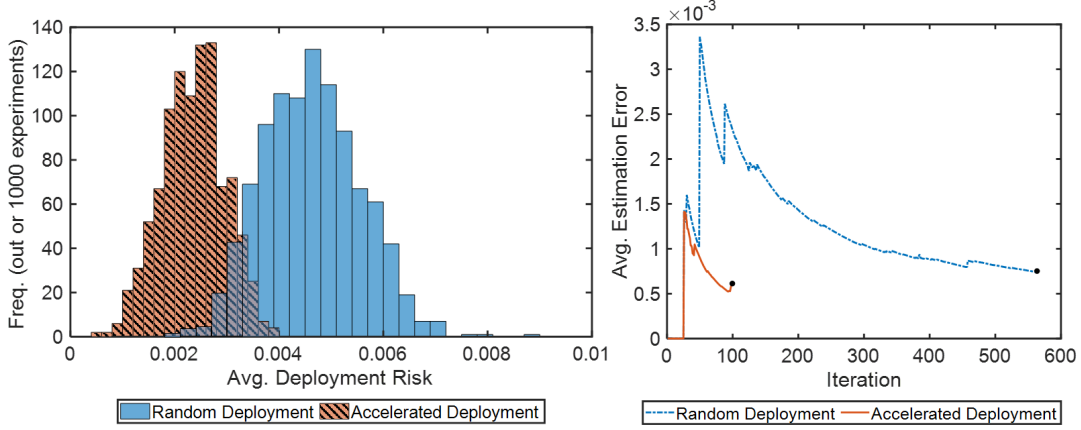 140
120
100
80
60
40
20
0
Freq. (out or 1000 experiments)
0 0.002 0.004 0.006 0.008 0.01
Avg. Deployment Risk
Random Deployment Accelerated Deployment
×10⁻³
3.5
3
2.5
2
1.5
1
0.5
0
Avg. Estimation Error
0 100 200 300 400 500 600
Iteration
Random Deployment Accelerated Deployment